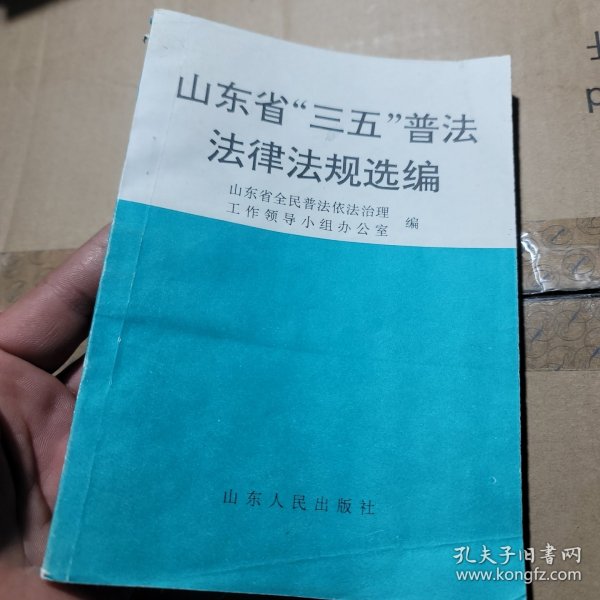 山东省“三五”普法
法律法规选编
山东省全民普法依法治理
工作领导小组办公室 编
山东人民出版社
孔夫子旧书网
www.kongfz.com